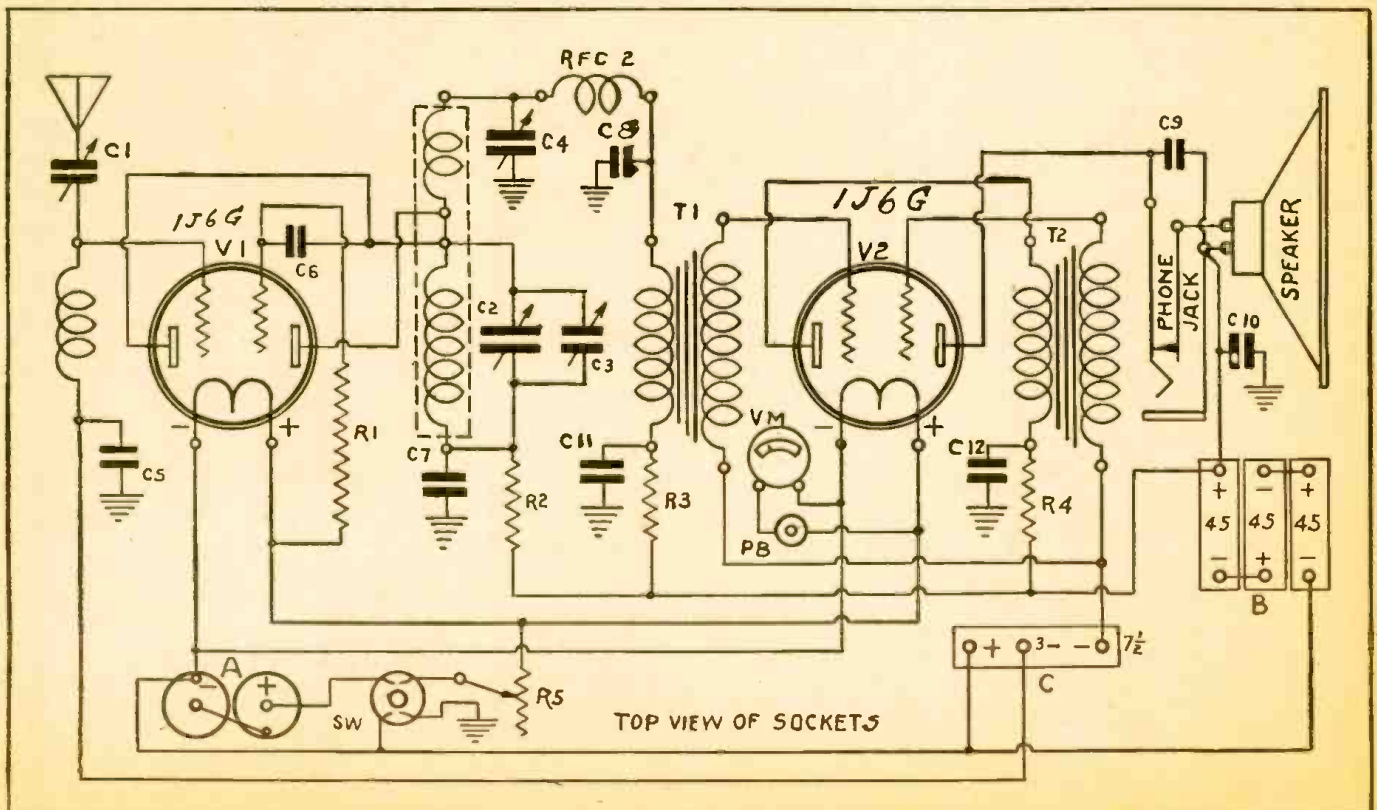 RFC 2
C1
C4
C8
C9
1J6G
V1
C6
T1
1J6G
V2
T2
SPEAKER
PHONE
JACK
C2
C3
C10
- +
R1
VM
- +
C5
C7
C11
C12
R2
R3
R4
PB
+ - +
45 45 45
- + -
B
A
- +
SW
R5
+ 3- - 7½
C
TOP VIEW OF SOCKETS